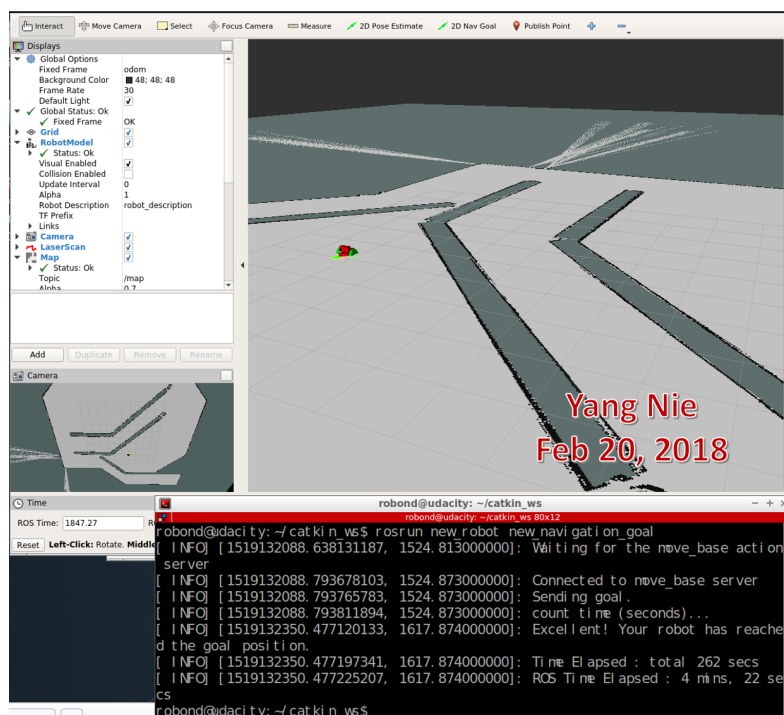 Interact Move Camera Select Focus Camera Measure 2D Pose Estimate 2D Nav Goal Publish Point
Displays
Global Options
Fixed Frame odom
Background Color 48; 48; 48
Frame Rate 30
Default Light
Global Status: Ok
Fixed Frame OK
Grid
RobotModel
Status: Ok
Visual Enabled
Collision Enabled
Update Interval 0
Alpha 1
Robot Description robot_description
TF Prefix
Links
Camera
LaserScan
Map
Status: Ok
Topic /map
Alpha 0.7
Add Duplicate Remove Rename
Camera
Yang Nie
Feb 20, 2018
Time
ROS Time: 1847.27
Reset Left-Click: Rotate. Middle
robond@udacity: ~/catkin_ws
robond@udacity: ~/catkin_ws 80x12
robond@udacity:~/catkin_ws$ rosrun new_robot new_navigation_goal
[ INFO] [1519132088.638131187, 1524.813000000]: Waiting for the move_base action
server
[ INFO] [1519132088.793678103, 1524.873000000]: Connected to move_base server
[ INFO] [1519132088.793765783, 1524.873000000]: Sending goal.
[ INFO] [1519132088.793811894, 1524.873000000]: count time (seconds)...
[ INFO] [1519132350.477120133, 1617.874000000]: Excellent! Your robot has reache
d the goal position.
[ INFO] [1519132350.477197341, 1617.874000000]: Time Elapsed : total 262 secs
[ INFO] [1519132350.477225207, 1617.874000000]: ROS Time Elapsed : 4 mins, 22 se
cs
robond@udacity:~/catkin_ws$